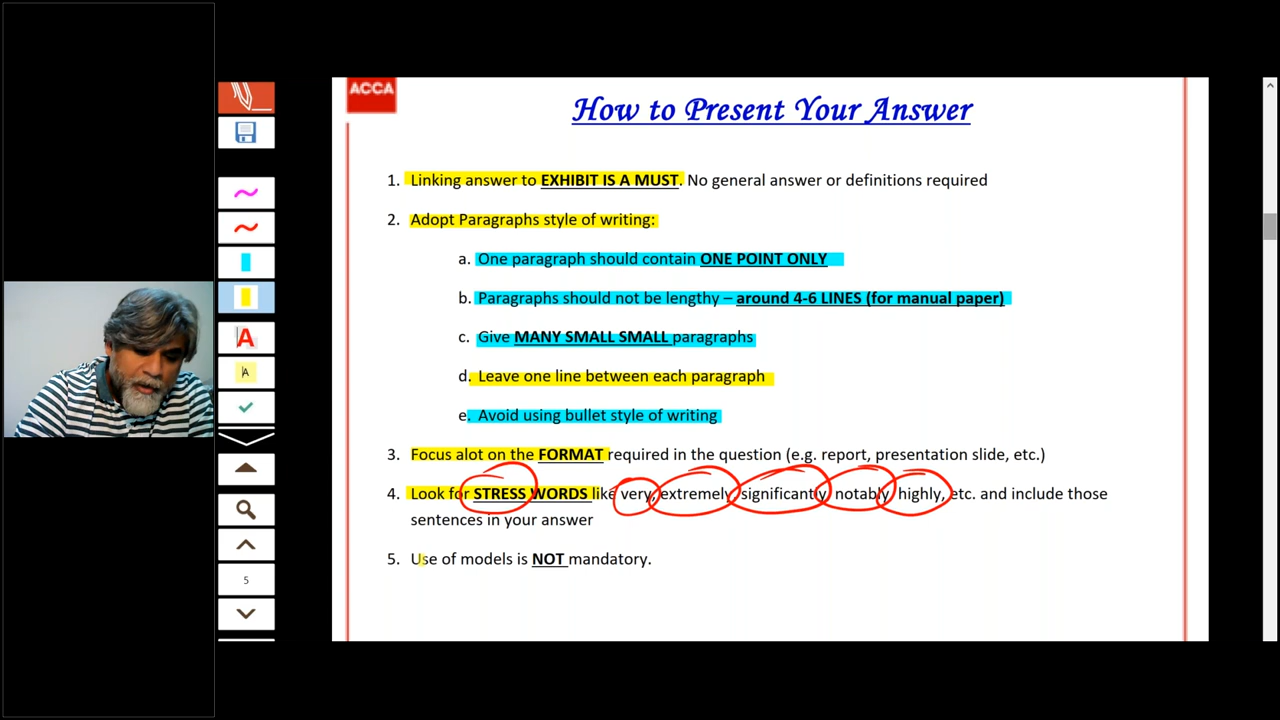 ACCA
How to Present Your Answer
1. Linking answer to EXHIBIT IS A MUST. No general answer or definitions required
2. Adopt Paragraphs style of writing:
a. One paragraph should contain ONE POINT ONLY
b. Paragraphs should not be lengthy – around 4-6 LINES (for manual paper)
c. Give MANY SMALL SMALL paragraphs
d. Leave one line between each paragraph
e. Avoid using bullet style of writing
3. Focus alot on the FORMAT required in the question (e.g. report, presentation slide, etc.)
4. Look for STRESS WORDS like very, extremely, significantly, notably, highly, etc. and include those
sentences in your answer
5. Use of models is NOT mandatory.
A
A
5